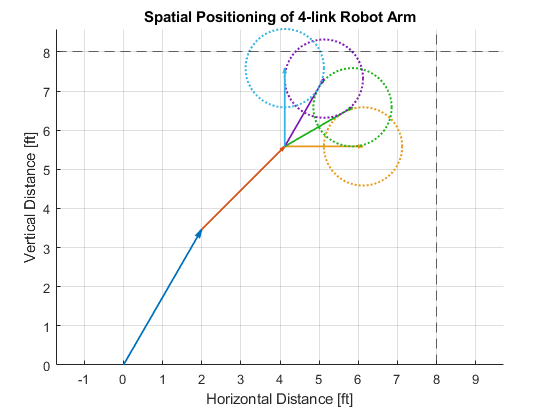 Spatial Positioning of 4-link Robot Arm
8
7
6
5
4
3
2
1
0
Vertical Distance [ft]
-1 0 1 2 3 4 5 6 7 8 9
Horizontal Distance [ft]